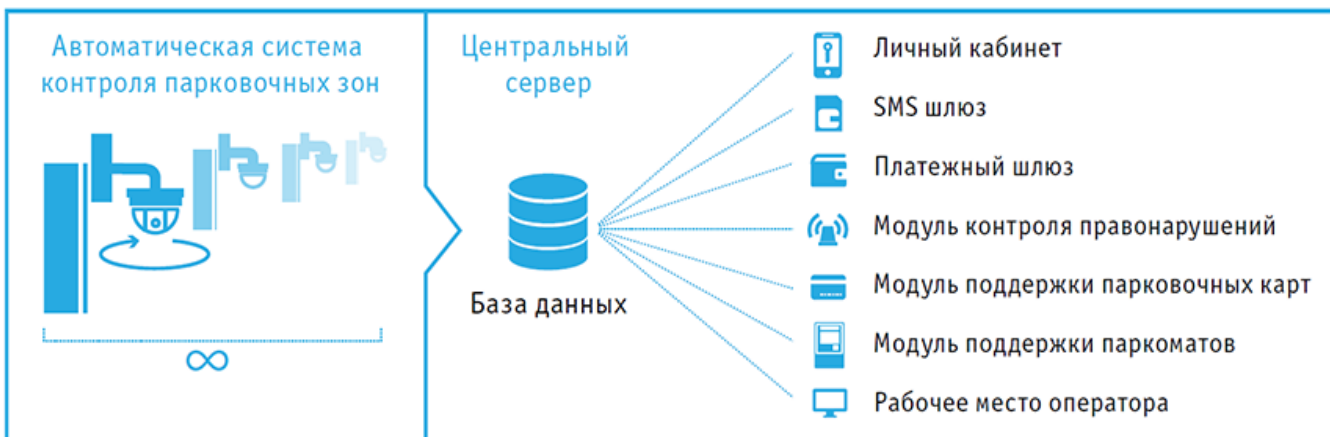 Автоматическая система
контроля парковочных зон
∞
Центральный
сервер
База данных
Личный кабинет
SMS шлюз
Платежный шлюз
Модуль контроля правонарушений
Модуль поддержки парковочных карт
Модуль поддержки паркоматов
Рабочее место оператора